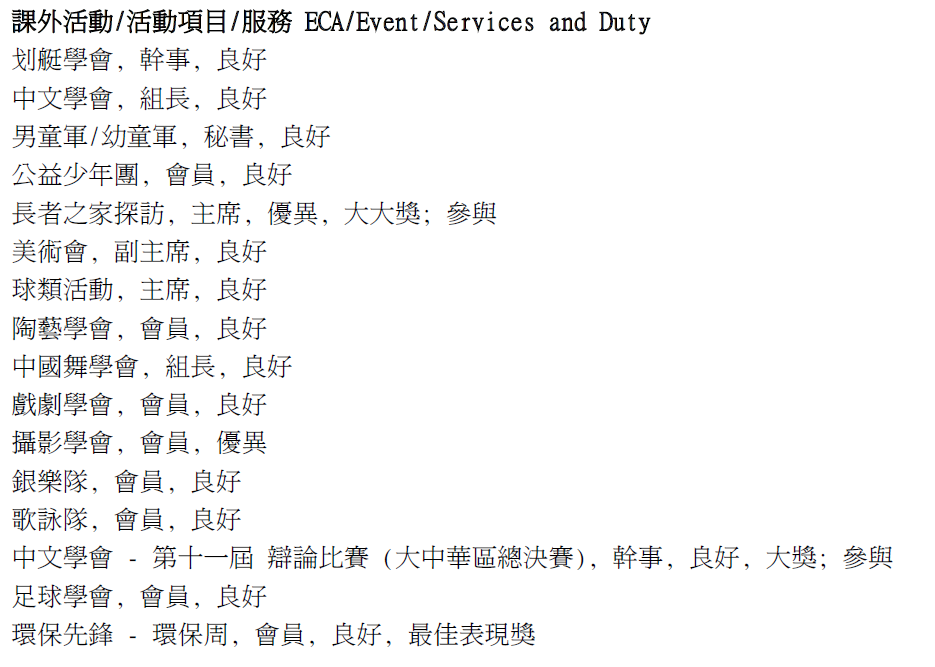 課外活動/活動項目/服務 ECA/Event/Services and Duty
划艇學會, 幹事, 良好
中文學會, 組長, 良好
男童軍/幼童軍, 秘書, 良好
公益少年團, 會員, 良好
長者之家探訪, 主席, 優異, 大大獎; 參與
美術會, 副主席, 良好
球類活動, 主席, 良好
陶藝學會, 會員, 良好
中國舞學會, 組長, 良好
戲劇學會, 會員, 良好
攝影學會, 會員, 優異
銀樂隊, 會員, 良好
歌詠隊, 會員, 良好
中文學會 - 第十一屆 辯論比賽 (大中華區總決賽), 幹事, 良好, 大獎; 參與
足球學會, 會員, 良好
環保先鋒 - 環保周, 會員, 良好, 最佳表現獎